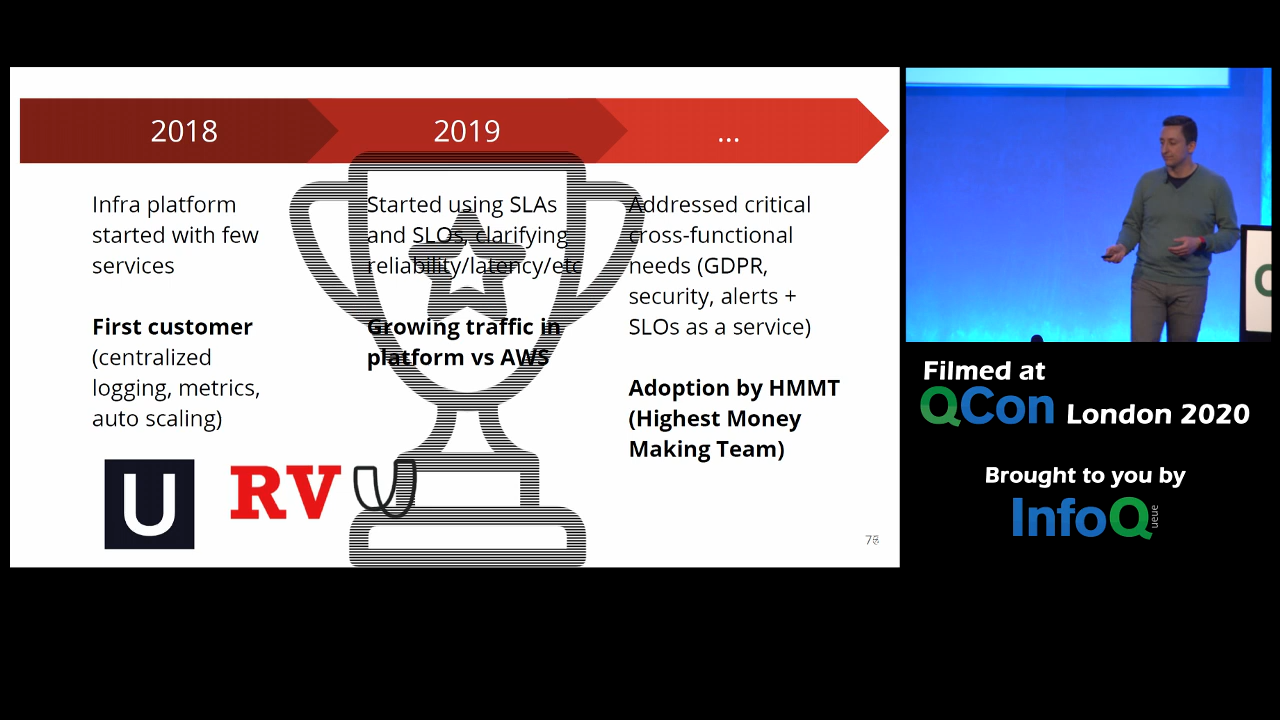 2018
2019
...
Infra platform
started with few
services
First customer
(centralized
logging, metrics,
auto scaling)
Started using SLAs
and SLOs, clarifying
reliability/latency/etc
Growing traffic in
platform vs AWS
Addressed critical
cross-functional
needs (GDPR,
security, alerts +
SLOs as a service)
Adoption by HMMT
(Highest Money
Making Team)
U
RVU
Filmed at
QCon London 2020
Brought to you by
InfoQ
ueue